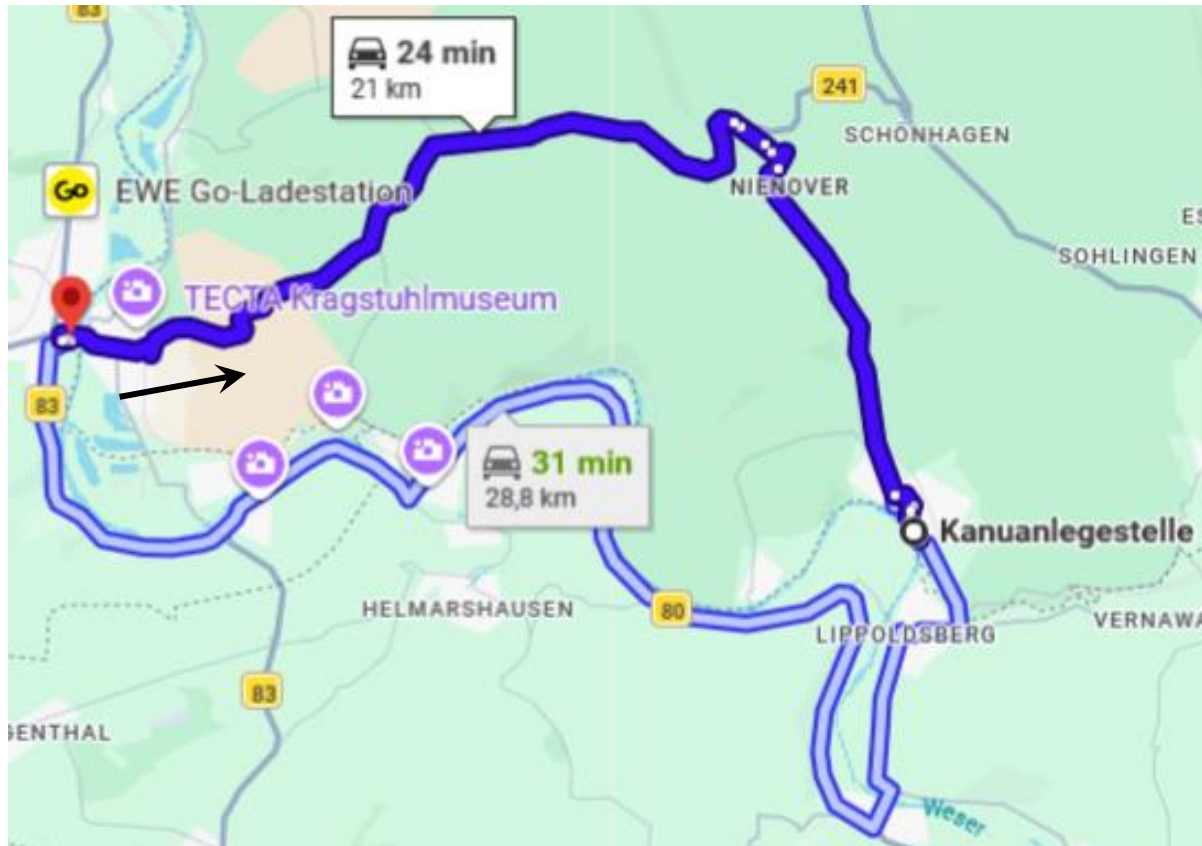 83
24 min
21 km
241
SCHÖNHAGEN
Go
EWE Go-Ladestation
NIENOVER
SOHLINGEN
TECTA Kragstuhlmuseum
83
31 min
28,8 km
Kanuanlegestelle
HELMARSHAUSEN
80
LIPPOLDSBERG
83
Weser